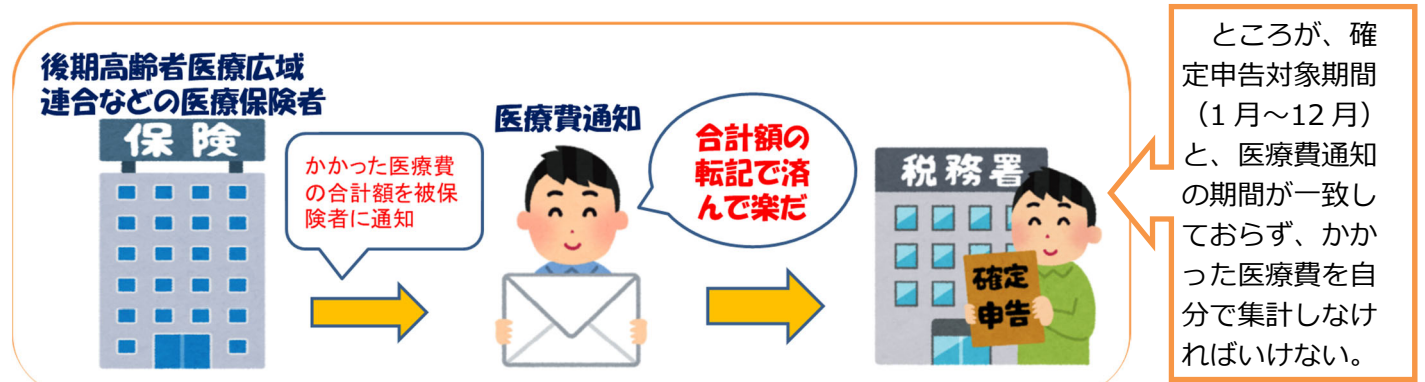 後期高齢者医療広域
連合などの医療保険者
保険
かかった医療費
の合計額を被保
険者に通知
医療費通知
合計額の
転記で済
んで楽だ
税務署
確定
申告
ところが、確
定申告対象期間
（1月～12月）
と、医療費通知
の期間が一致し
ておらず、かか
った医療費を自
分で集計しなけ
ればいけない。